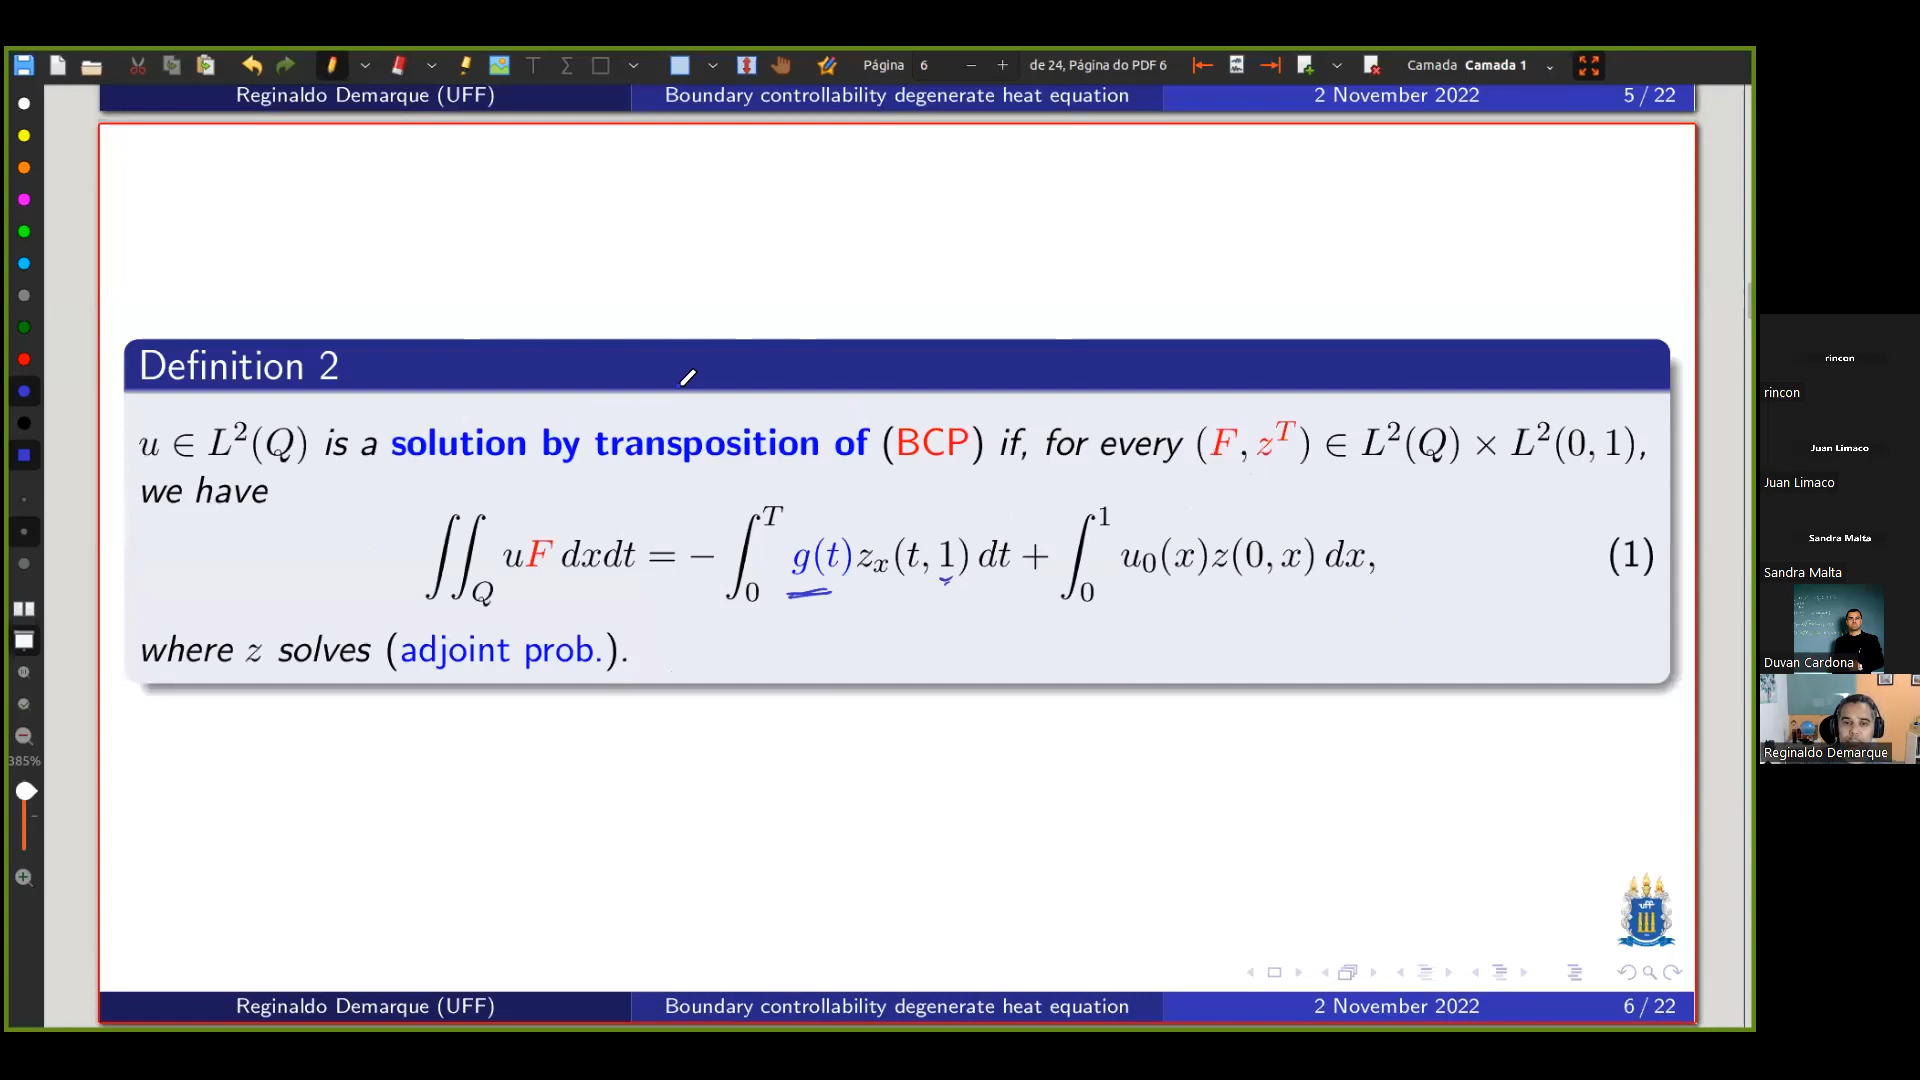 Página 6 − + de 24, Página do PDF 6 Camada Camada 1
Reginaldo Demarque (UFF) Boundary controllability degenerate heat equation 2 November 2022 5 / 22
Definition 2
u ∈ L²(Q) is a solution by transposition of (BCP) if, for every (F, z^T) ∈ L²(Q) × L²(0, 1),
we have
∬_Q uF dxdt = − ∫_0^T g(t)z_x(t, 1) dt + ∫_0^1 u_0(x)z(0, x) dx, (1)
where z solves (adjoint prob.).
385%
uff
Reginaldo Demarque (UFF) Boundary controllability degenerate heat equation 2 November 2022 6 / 22
rincon
rincon
Juan Limaco
Juan Limaco
Sandra Malta
Sandra Malta
Duvan Cardona
Reginaldo Demarque